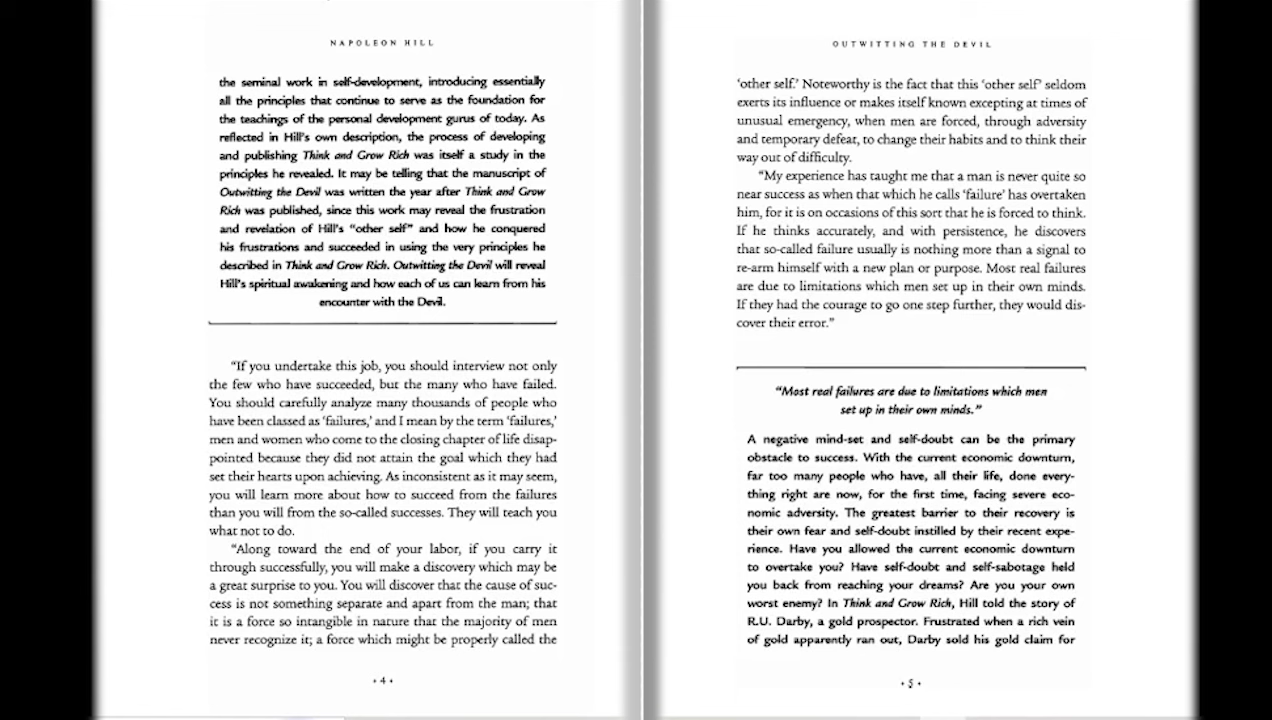 NAPOLEON HILL
the seminal work in self-development, introducing essentially
all the principles that continue to serve as the foundation for
the teachings of the personal development gurus of today. As
reflected in Hill's own description, the process of developing
and publishing Think and Grow Rich was itself a study in the
principles he revealed. It may be telling that the manuscript of
Outwitting the Devil was written the year after Think and Grow
Rich was published, since this work may reveal the frustration
and revelation of Hill's "other self" and how he conquered
his frustrations and succeeded in using the very principles he
described in Think and Grow Rich. Outwitting the Devil will reveal
Hill's spiritual awakening and how each of us can learn from his
encounter with the Devil.
"If you undertake this job, you should interview not only
the few who have succeeded, but the many who have failed.
You should carefully analyze many thousands of people who
have been classed as 'failures,' and I mean by the term 'failures,'
men and women who come to the closing chapter of life disap-
pointed because they did not attain the goal which they had
set their hearts upon achieving. As inconsistent as it may seem,
you will learn more about how to succeed from the failures
than you will from the so-called successes. They will teach you
what not to do.
"Along toward the end of your labor, if you carry it
through successfully, you will make a discovery which may be
a great surprise to you. You will discover that the cause of suc-
cess is not something separate and apart from the man; that
it is a force so intangible in nature that the majority of men
never recognize it; a force which might be properly called the
• 4 •
OUTWITTING THE DEVIL
'other self.' Noteworthy is the fact that this 'other self' seldom
exerts its influence or makes itself known excepting at times of
unusual emergency, when men are forced, through adversity
and temporary defeat, to change their habits and to think their
way out of difficulty.
"My experience has taught me that a man is never quite so
near success as when that which he calls 'failure' has overtaken
him, for it is on occasions of this sort that he is forced to think.
If he thinks accurately, and with persistence, he discovers
that so-called failure usually is nothing more than a signal to
re-arm himself with a new plan or purpose. Most real failures
are due to limitations which men set up in their own minds.
If they had the courage to go one step further, they would dis-
cover their error."
"Most real failures are due to limitations which men
set up in their own minds."
A negative mind-set and self-doubt can be the primary
obstacle to success. With the current economic downturn,
far too many people who have, all their life, done every-
thing right are now, for the first time, facing severe eco-
nomic adversity. The greatest barrier to their recovery is
their own fear and self-doubt instilled by their recent expe-
rience. Have you allowed the current economic downturn
to overtake you? Have self-doubt and self-sabotage held
you back from reaching your dreams? Are you your own
worst enemy? In Think and Grow Rich, Hill told the story of
R.U. Darby, a gold prospector. Frustrated when a rich vein
of gold apparently ran out, Darby sold his gold claim for
• 5 •